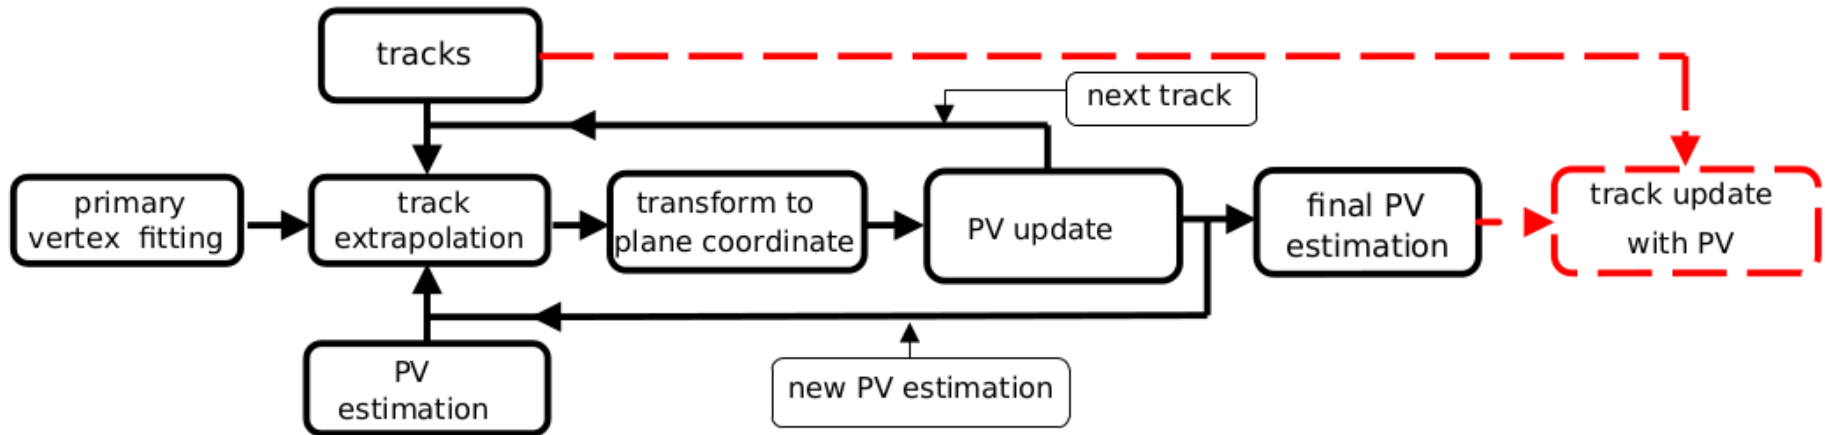 tracks
next track
primary
vertex fitting
track
extrapolation
transform to
plane coordinate
PV update
final PV
estimation
track update
with PV
PV
estimation
new PV estimation